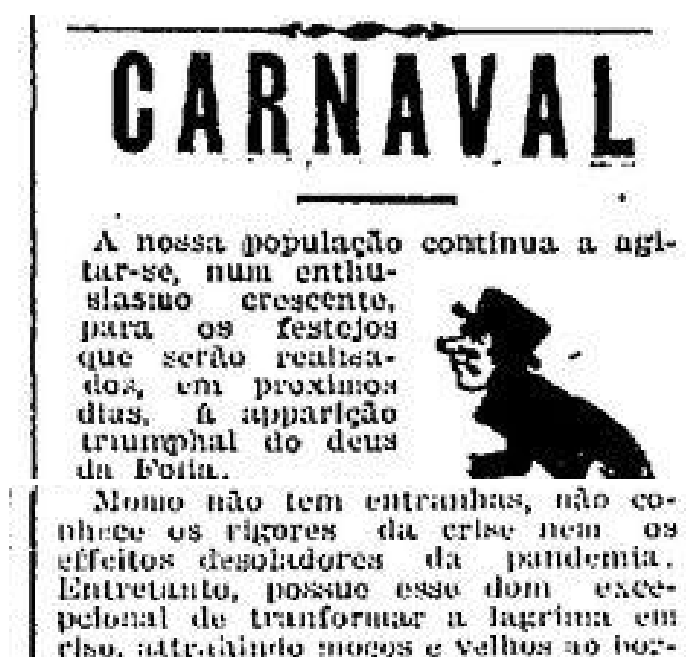 CARNAVAL
A nossa população continua a agi-
tar-se, num enthu-
siasmo crescente,
para os festejos
que serão realisa-
dos, em proximos
dias, á apparição
triumphal do deus
da Folia.
Momo não tem entranhas, não co-
nhece os rigores da crise nem os
effeitos desoladores da pandemia.
Entretanto, possue esse dom exce-
pcional de tranformar a lagrima em
riso, attrahindo moços e velhos ao bor-